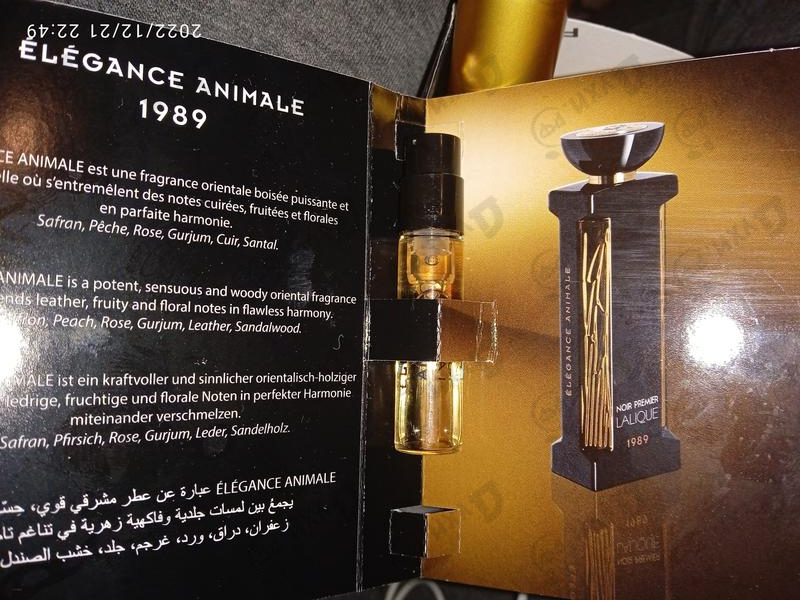 2022/12/21 22:49
ÉLÉGANCE ANIMALE
1989
CE ANIMALE est une fragrance orientale boisée puissante et
elle où s'entremêlent des notes cuirées, fruitées et florales
en parfaite harmonie.
Safran, Pêche, Rose, Gurjum, Cuir, Santal.
ANIMALE is a potent, sensuous and woody oriental fragrance
ends leather, fruity and floral notes in flawless harmony.
Peach, Rose, Gurjum, Leather, Sandalwood.
MALE ist ein kraftvoller und sinnlicher orientalisch-holziger
ledrige, fruchtige und florale Noten in perfekter Harmonie
miteinander verschmelzen.
Safran, Pfirsich, Rose, Gurjum, Leder, Sandelholz.
ÉLÉGANCE ANIMALE عبارة عن عطر مشرقي قوي،
يجمع بين لمسات جلدية وفاكهية زهرية في تناغم
زعفران، دراق، ورد، غرجم، جلد، خشب الصندل
ÉLÉGANCE ANIMALE
NOIR PREMIER
LALIQUE
1989